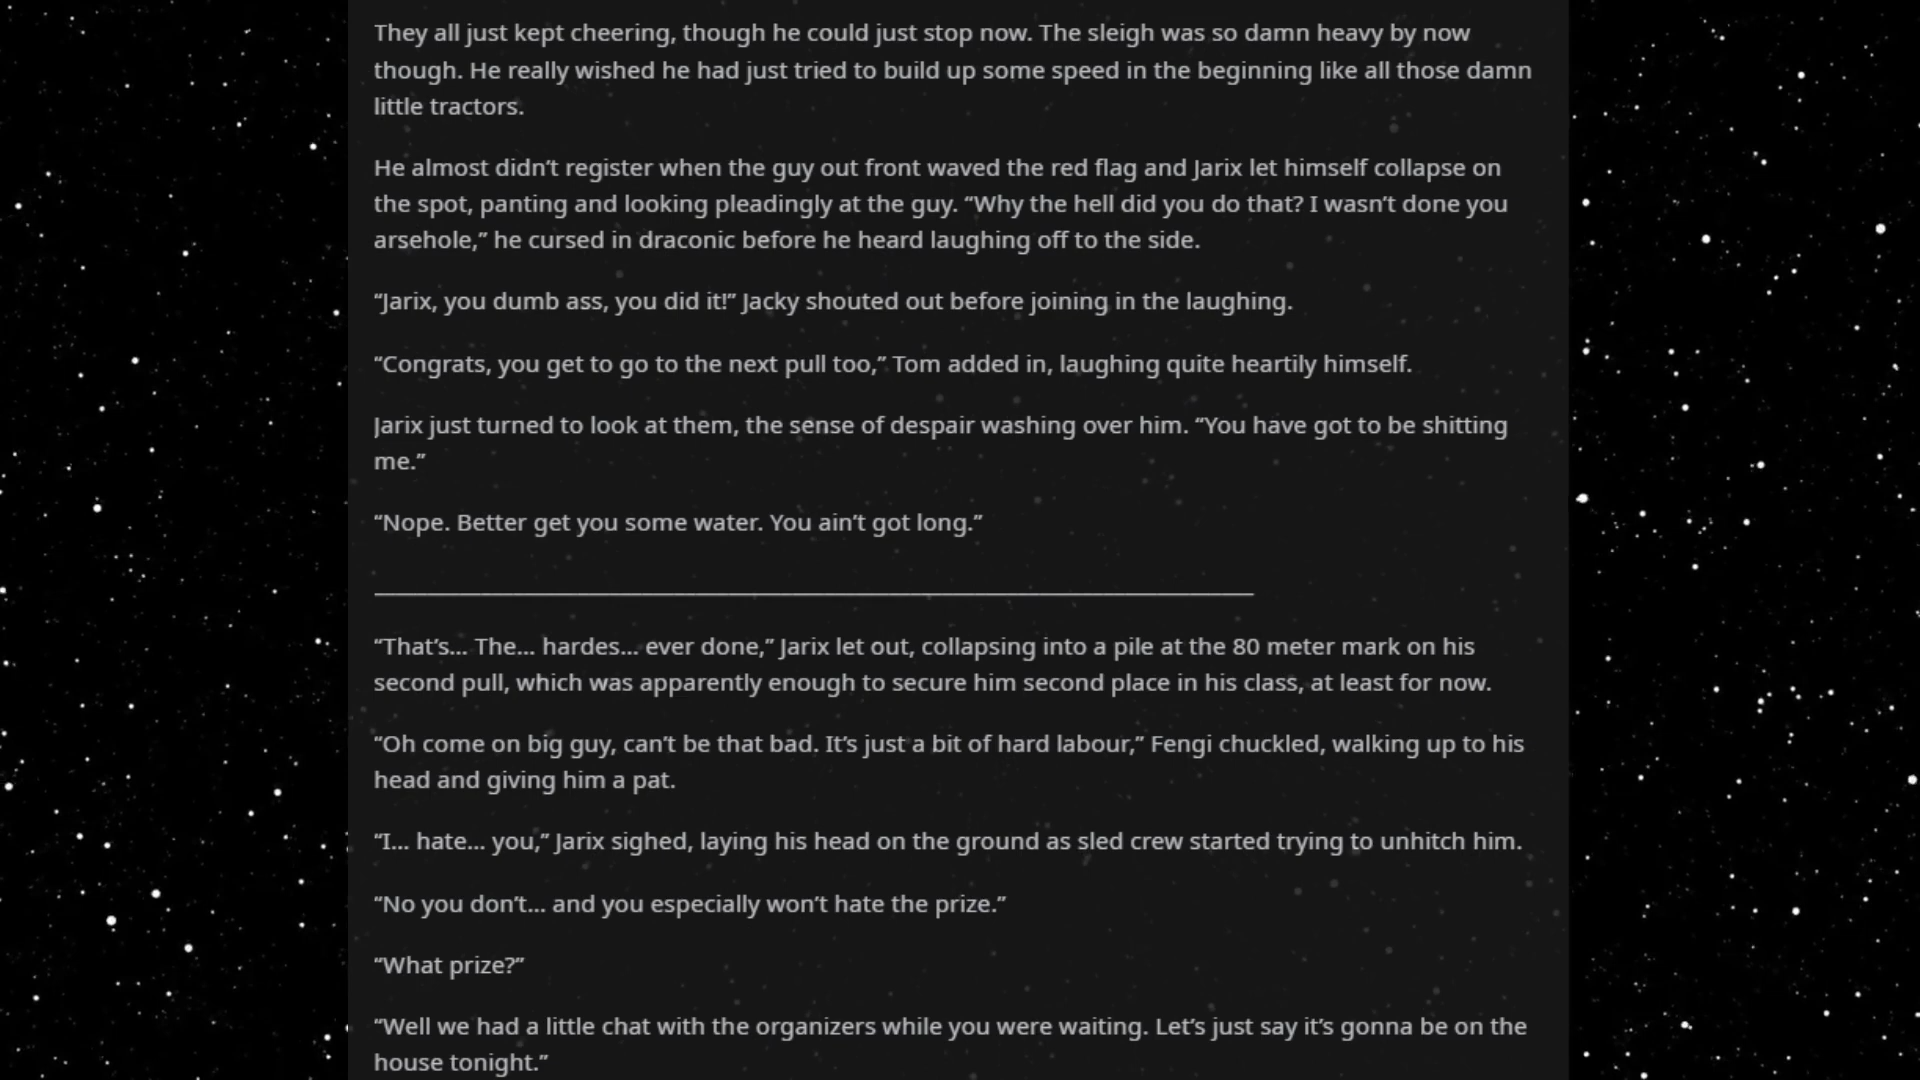 They all just kept cheering, though he could just stop now. The sleigh was so damn heavy by now
though. He really wished he had just tried to build up some speed in the beginning like all those damn
little tractors.
He almost didn’t register when the guy out front waved the red flag and Jarix let himself collapse on
the spot, panting and looking pleadingly at the guy. “Why the hell did you do that? I wasn’t done you
arsehole,” he cursed in draconic before he heard laughing off to the side.
“Jarix, you dumb ass, you did it!” Jacky shouted out before joining in the laughing.
“Congrats, you get to go to the next pull too,” Tom added in, laughing quite heartily himself.
Jarix just turned to look at them, the sense of despair washing over him. “You have got to be shitting
me.”
“Nope. Better get you some water. You ain’t got long.”
“That’s… The… hardes… ever done,” Jarix let out, collapsing into a pile at the 80 meter mark on his
second pull, which was apparently enough to secure him second place in his class, at least for now.
“Oh come on big guy, can’t be that bad. It’s just a bit of hard labour,” Fengi chuckled, walking up to his
head and giving him a pat.
“I… hate… you,” Jarix sighed, laying his head on the ground as sled crew started trying to unhitch him.
“No you don’t… and you especially won’t hate the prize.”
“What prize?”
“Well we had a little chat with the organizers while you were waiting. Let’s just say it’s gonna be on the
house tonight.”